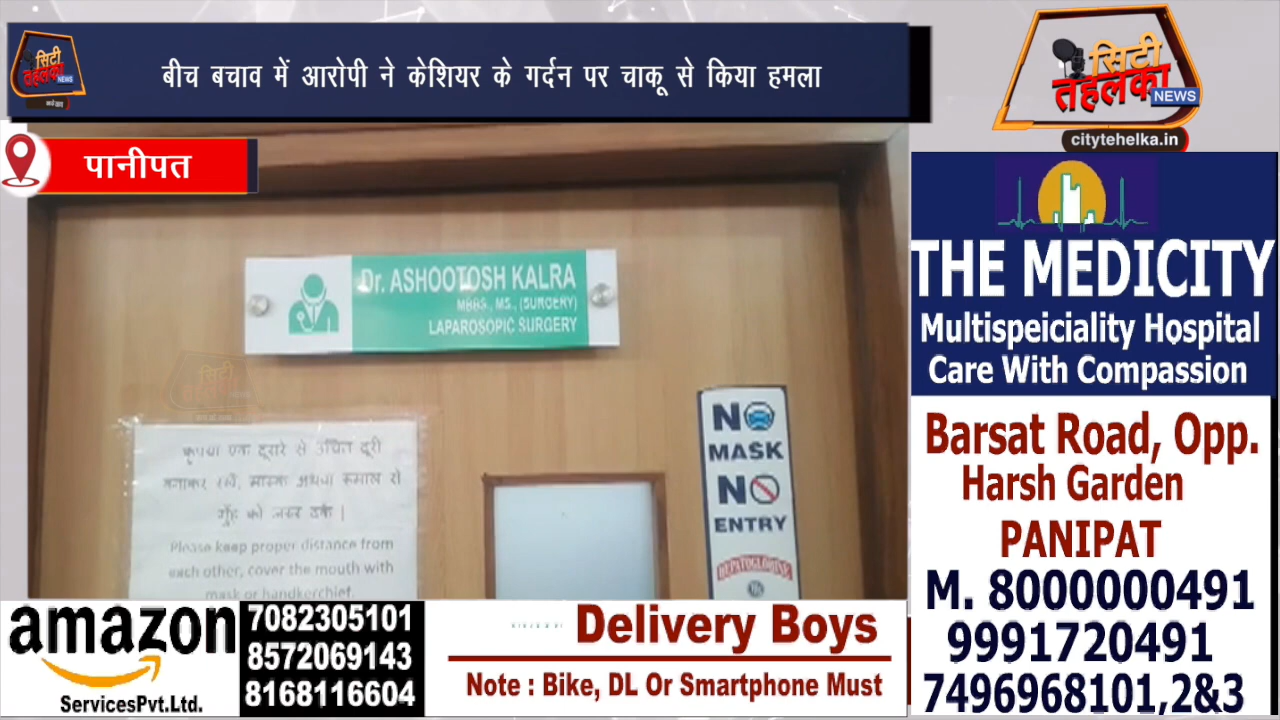 सिटी
तहलका
NEWS
बीच बचाव में आरोपी ने केशियर के गर्दन पर चाकू से किया हमला
सिटी
तहलका
NEWS
citytehelka.in
पानीपत
Dr. ASHOOTOSH KALRA
MBBS., MS., (SURGERY)
LAPAROSOPIC SURGERY
कृपया एक दूसरे से उचित दूरी
बनाकर रखें, मास्क अथवा रूमाल से
मुँह को जरूर ढकें |
Please keep proper distance from
each other, cover the mouth with
mask or handkerchief.
NO
MASK
NO
ENTRY
THE MEDICITY
Multispeiciality Hospital
Care With Compassion
Barsat Road, Opp.
Harsh Garden
PANIPAT
M. 8000000491
9991720491
7496968101,2&3
amazon
ServicesPvt.Ltd.
7082305101
8572069143
8168116604
Delivery Boys
Note : Bike, DL Or Smartphone Must